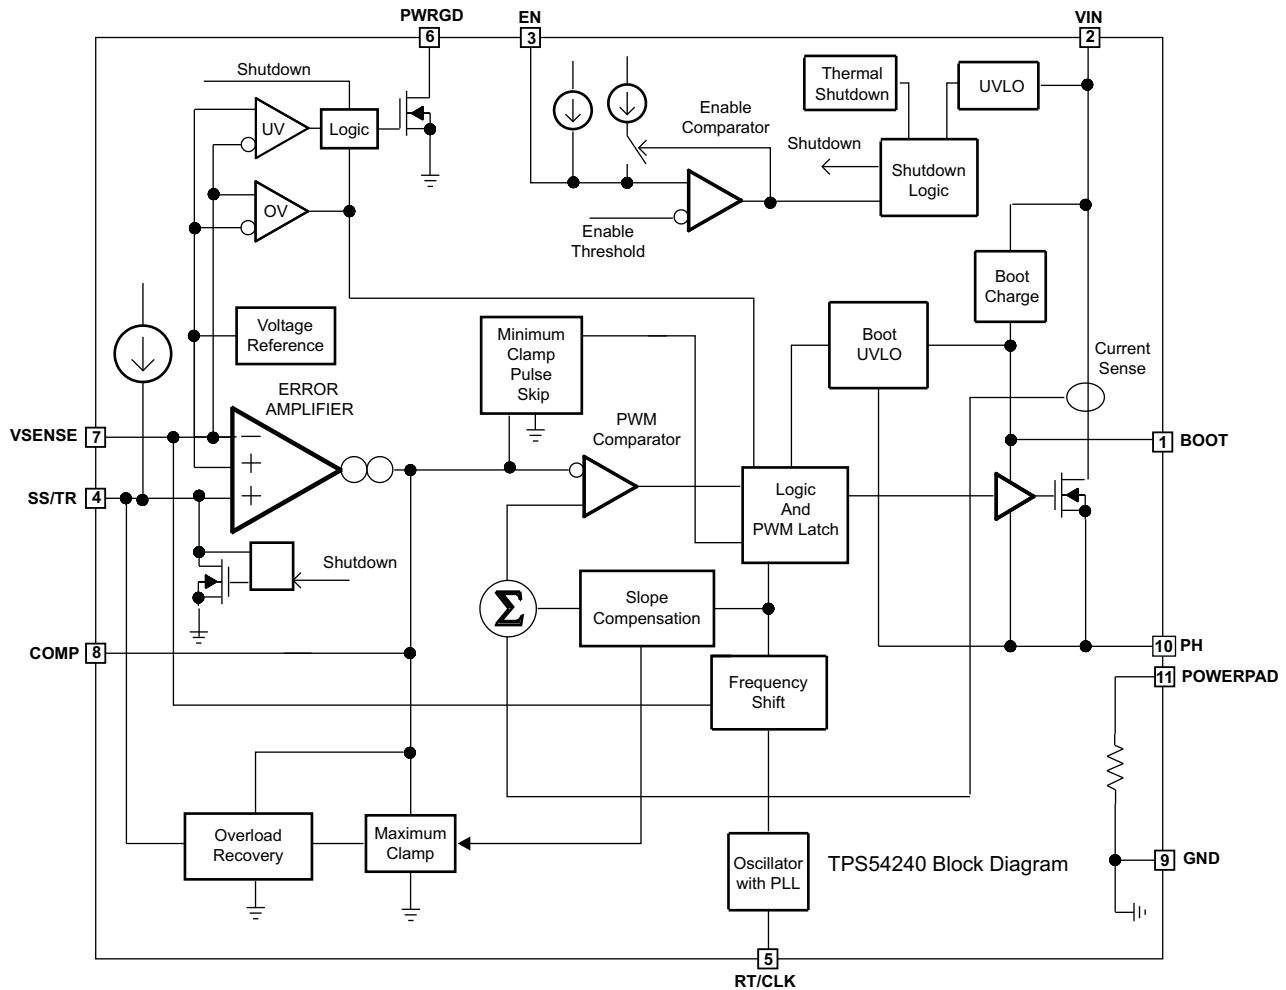 PWRGD
6
EN
3
VIN
2
Shutdown
UV
Logic
OV
Enable
Comparator
Enable
Threshold
Thermal
Shutdown
UVLO
Shutdown
Shutdown
Logic
Boot
Charge
Voltage
Reference
Minimum
Clamp
Pulse
Skip
Boot
UVLO
Current
Sense
ERROR
AMPLIFIER
VSENSE
7
PWM
Comparator
1
BOOT
SS/TR
4
−
+
+
Logic
And
PWM Latch
Shutdown
Σ
Slope
Compensation
COMP
8
10
PH
11
POWERPAD
Frequency
Shift
Overload
Recovery
Maximum
Clamp
Oscillator
with PLL
TPS54240 Block Diagram
9
GND
5
RT/CLK